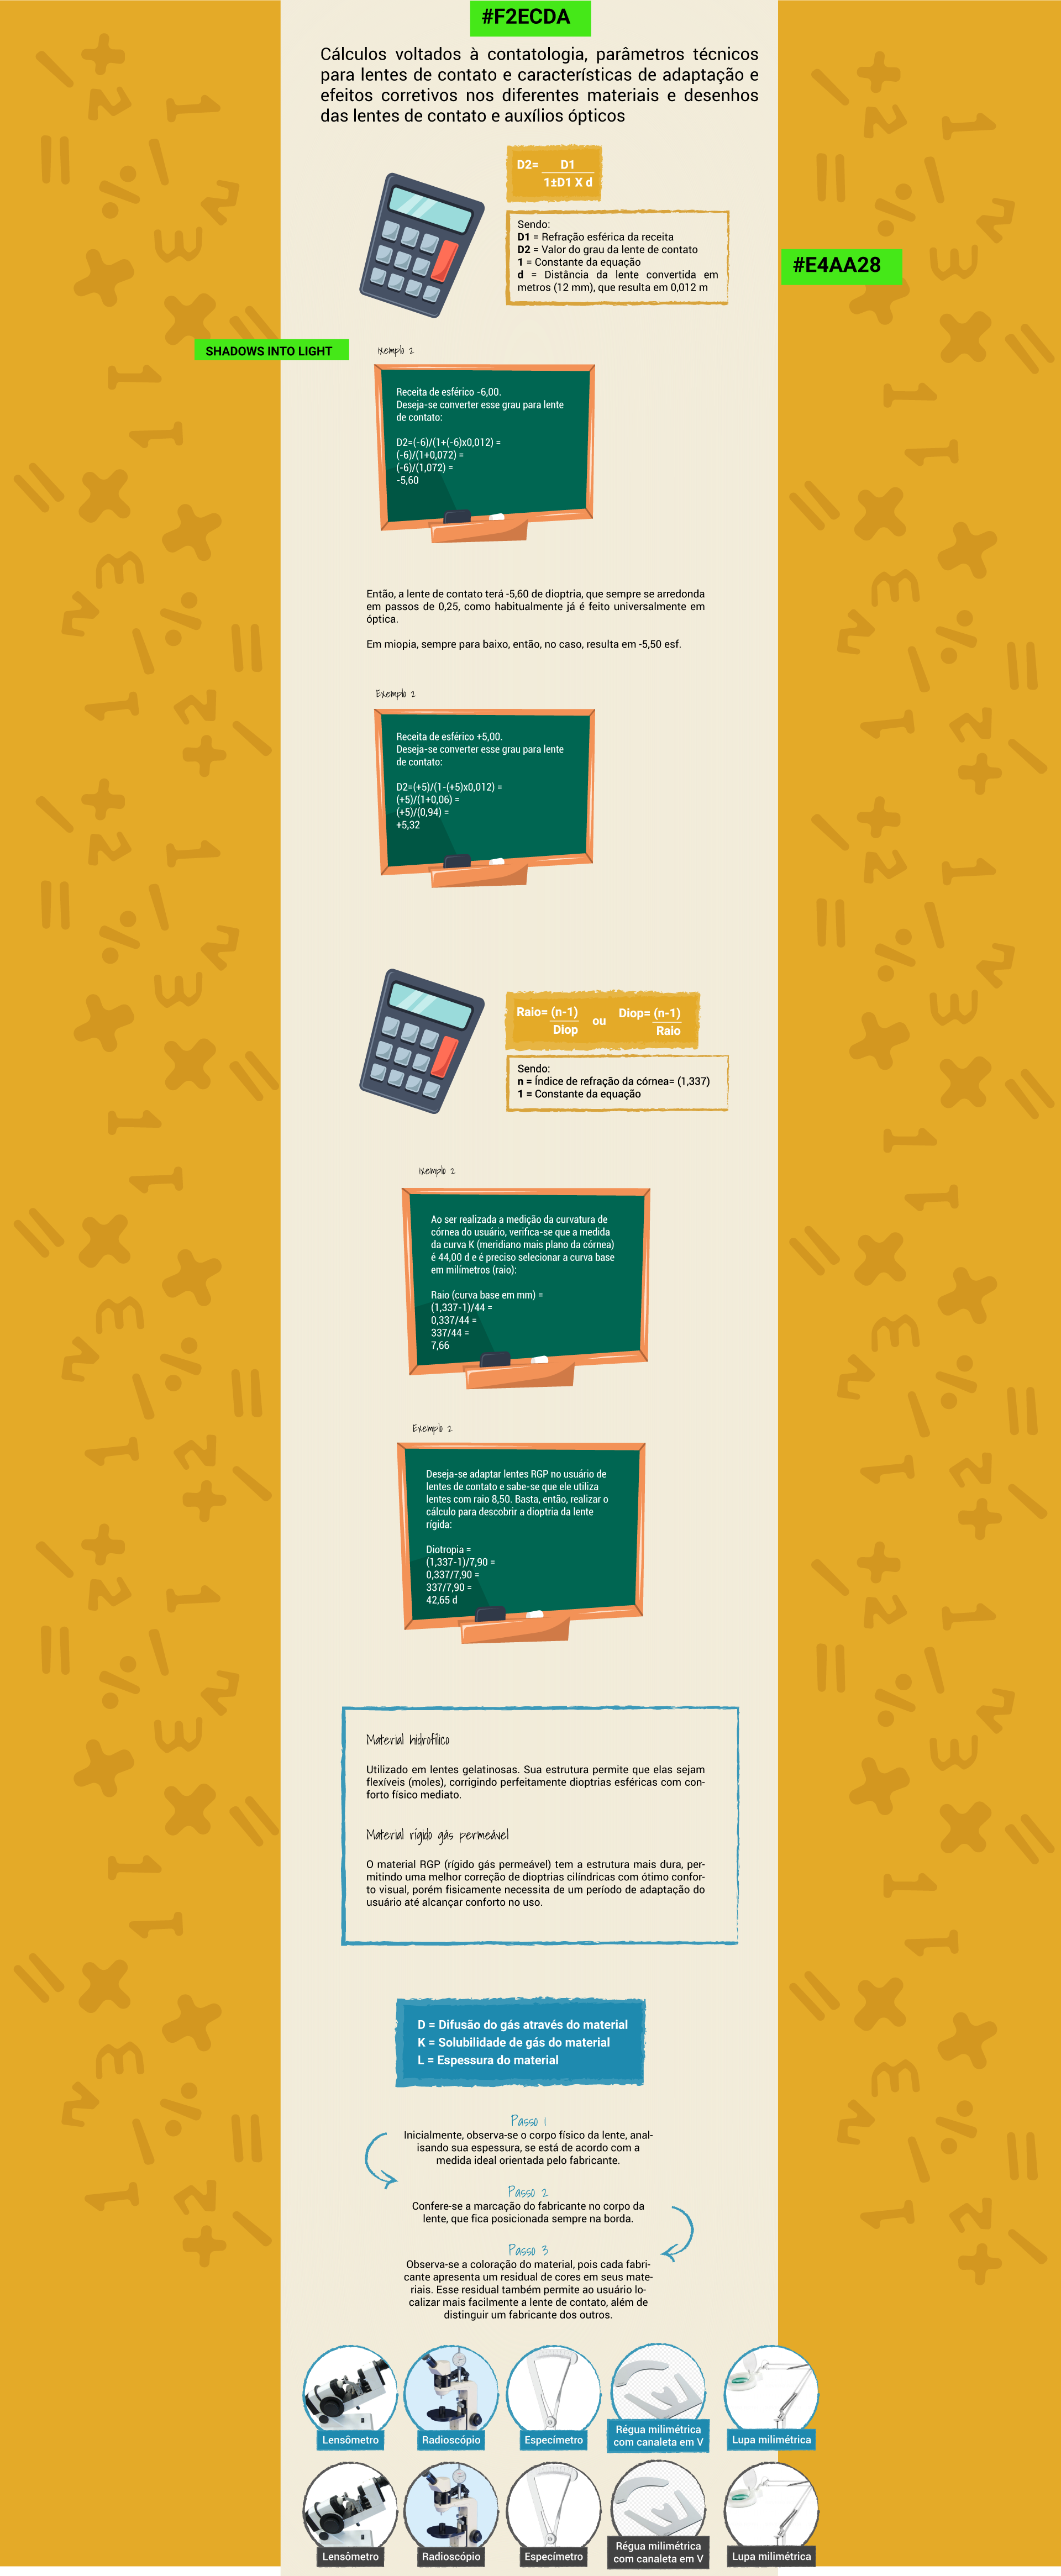 #F2ECDA
Cálculos voltados à contatologia, parâmetros técnicos
para lentes de contato e características de adaptação e
efeitos corretivos nos diferentes materiais e desenhos
das lentes de contato e auxílios ópticos
D2= D1
1±D1 X d
Sendo:
D1 = Refração esférica da receita
D2 = Valor do grau da lente de contato
1 = Constante da equação
d = Distância da lente convertida em
metros (12 mm), que resulta em 0,012 m
#E4AA28
SHADOWS INTO LIGHT
Exemplo 2
Receita de esférico -6,00.
Deseja-se converter esse grau para lente
de contato:
D2=(-6)/(1+(-6)x0,012) =
(-6)/(1+0,072) =
(-6)/(1,072) =
-5,60
Então, a lente de contato terá -5,60 de dioptria, que sempre se arredonda
em passos de 0,25, como habitualmente já é feito universalmente em
óptica.
Em miopia, sempre para baixo, então, no caso, resulta em -5,50 esf.
Exemplo 2
Receita de esférico +5,00.
Deseja-se converter esse grau para lente
de contato:
D2=(+5)/(1-(+5)x0,012) =
(+5)/(1+0,06) =
(+5)/(0,94) =
+5,32
Raio= (n-1)
Diop
ou
Diop= (n-1)
Raio
Sendo:
n = Índice de refração da córnea= (1,337)
1 = Constante da equação
Exemplo 2
Ao ser realizada a medição da curvatura de
córnea do usuário, verifica-se que a medida
da curva K (meridiano mais plano da córnea)
é 44,00 d e é preciso selecionar a curva base
em milímetros (raio):
Raio (curva base em mm) =
(1,337-1)/44 =
0,337/44 =
337/44 =
7,66
Exemplo 2
Deseja-se adaptar lentes RGP no usuário de
lentes de contato e sabe-se que ele utiliza
lentes com raio 8,50. Basta, então, realizar o
cálculo para descobrir a dioptria da lente
rígida:
Diotropia =
(1,337-1)/7,90 =
0,337/7,90 =
337/7,90 =
42,65 d
Material hidrofílico
Utilizado em lentes gelatinosas. Sua estrutura permite que elas sejam
flexíveis (moles), corrigindo perfeitamente dioptrias esféricas com con-
forto físico mediato.
Material rígido gás permeável
O material RGP (rígido gás permeável) tem a estrutura mais dura, per-
mitindo uma melhor correção de dioptrias cilíndricas com ótimo confor-
to visual, porém fisicamente necessita de um período de adaptação do
usuário até alcançar conforto no uso.
D = Difusão do gás através do material
K = Solubilidade de gás do material
L = Espessura do material
Passo 1
Inicialmente, observa-se o corpo físico da lente, anal-
isando sua espessura, se está de acordo com a
medida ideal orientada pelo fabricante.
Passo 2
Confere-se a marcação do fabricante no corpo da
lente, que fica posicionada sempre na borda.
Passo 3
Observa-se a coloração do material, pois cada fabri-
cante apresenta um residual de cores em seus mate-
riais. Esse residual também permite ao usuário lo-
calizar mais facilmente a lente de contato, além de
distinguir um fabricante dos outros.
Lensômetro
Radioscópio
Específmetro
Régua milimétrica
com canaleta em V
Lupa milimétrica
Lensômetro
Radioscópio
Específmetro
Régua milimétrica
com canaleta em V
Lupa milimétrica